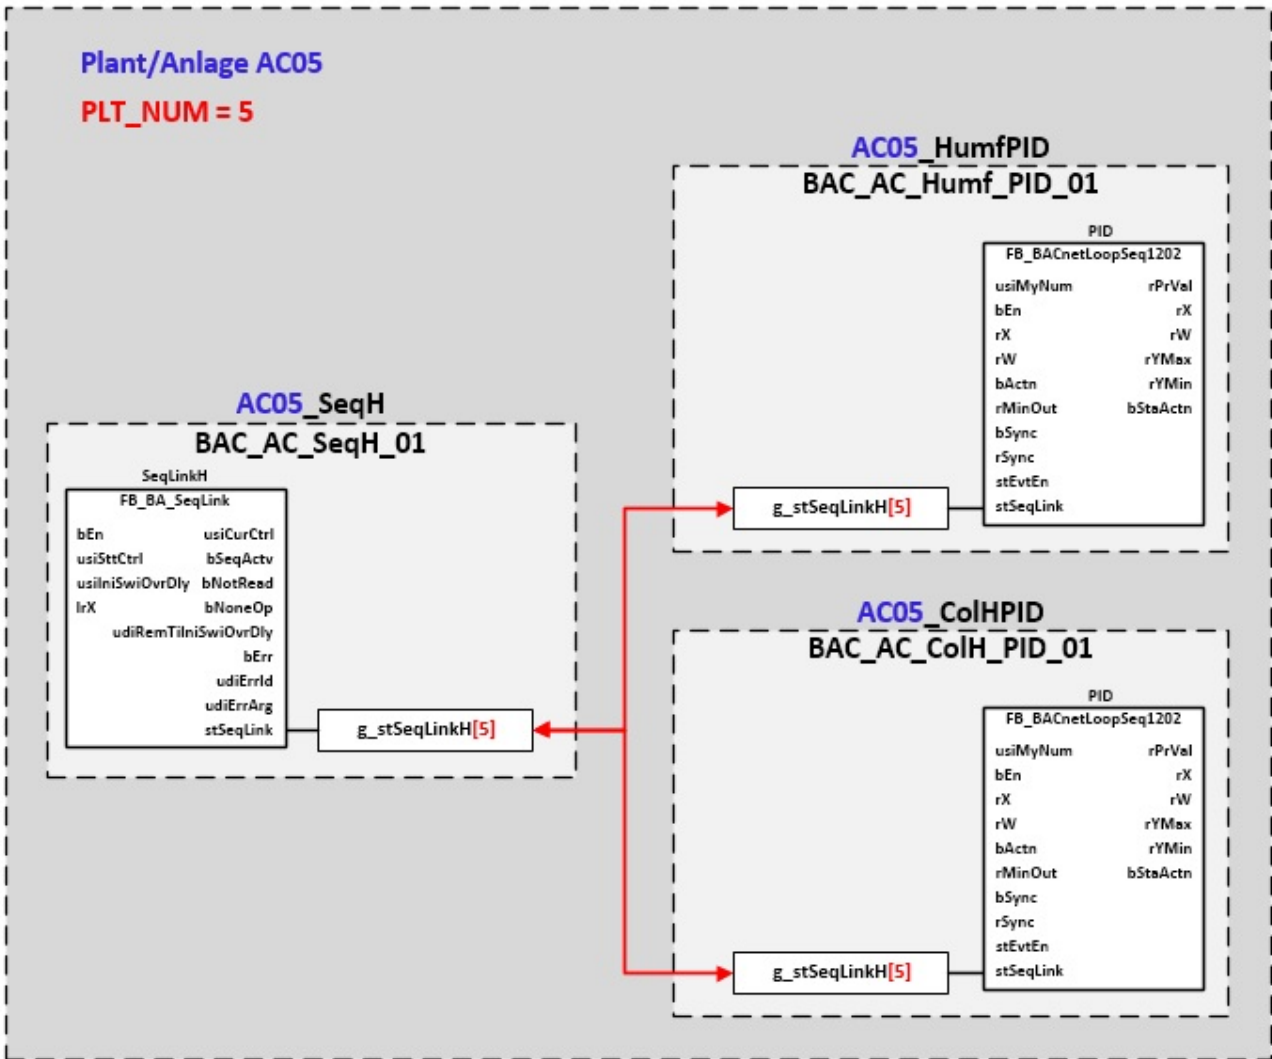 Plant/Anlage AC05
PLT_NUM = 5
AC05_HumfPID
BAC_AC_Humf_PID_01
PID
FB_BACnetLoopSeq1202
usiMyNum rPrVal
bEn rX
rX rW
rW rYMax
bActn rYMin
rMinOut bStaActn
bSync
rSync
stEvtEn
stSeqLink
g_stSeqLinkH[5]
AC05_SeqH
BAC_AC_SeqH_01
SeqLinkH
FB_BA_SeqLink
bEn usiCurCtrl
usiSttCtrl bSeqActv
usiIniSwiOvrDly bNotRead
lrX bNoneOp
udiRemTiIniSwiOvrDly
bErr
udiErrId
udiErrArg
stSeqLink
g_stSeqLinkH[5]
AC05_ColHPID
BAC_AC_ColH_PID_01
PID
FB_BACnetLoopSeq1202
usiMyNum rPrVal
bEn rX
rX rW
rW rYMax
bActn rYMin
rMinOut bStaActn
bSync
rSync
stEvtEn
stSeqLink
g_stSeqLinkH[5]